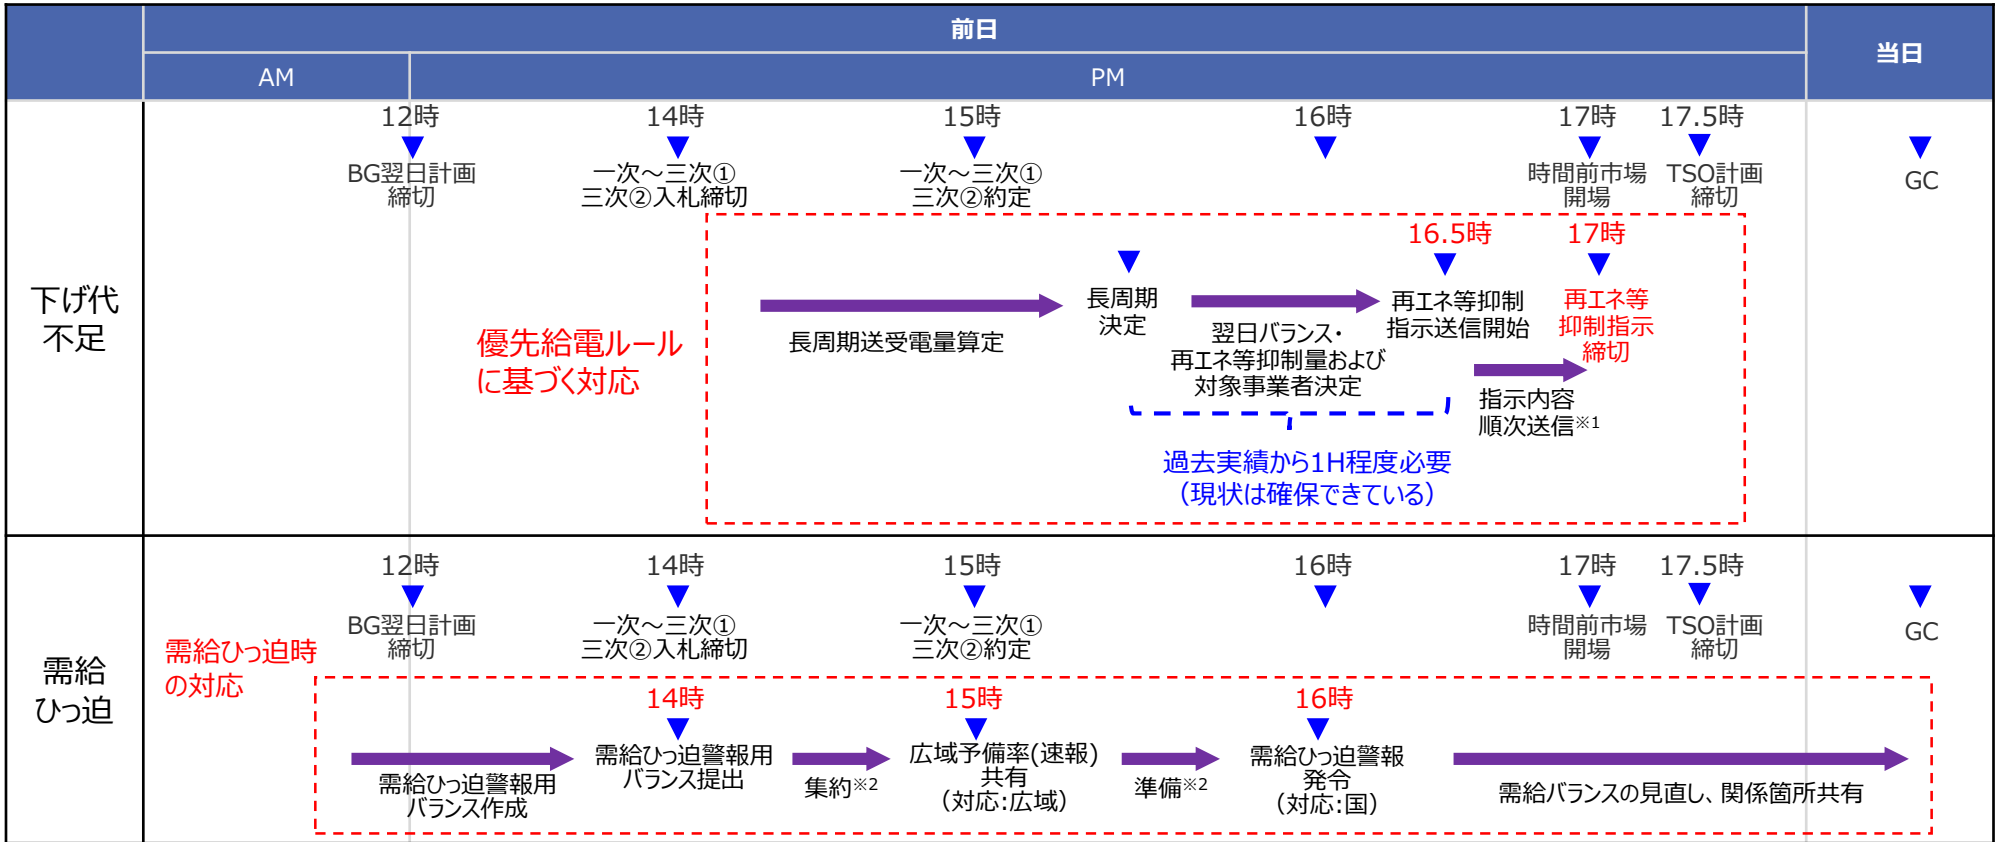 前日
当日
AM
PM
下げ代
不足
12時
BG翌日計画
締切
14時
一次～三次①
三次②入札締切
15時
一次～三次①
三次②約定
16時
17時
時間前市場
開場
17.5時
TSO計画
締切
GC
優先給電ルール
に基づく対応
長周期送受電量算定
長周期
決定
翌日バランス・
再エネ等抑制量および
対象事業者決定
16.5時
再エネ等抑制
指示送信開始
17時
再エネ等
抑制指示
締切
指示内容
順次送信※1
過去実績から1H程度必要
（現状は確保できている）
需給
ひっ迫
12時
BG翌日計画
締切
14時
一次～三次①
三次②入札締切
15時
一次～三次①
三次②約定
16時
17時
時間前市場
開場
17.5時
TSO計画
締切
GC
需給ひっ迫時
の対応
需給ひっ迫警報用
バランス作成
14時
需給ひっ迫警報用
バランス提出
集約※2
15時
広域予備率(速報)
共有
（対応:広域）
準備※2
16時
需給ひっ迫警報
発令
（対応:国）
需給バランスの見直し、関係箇所共有